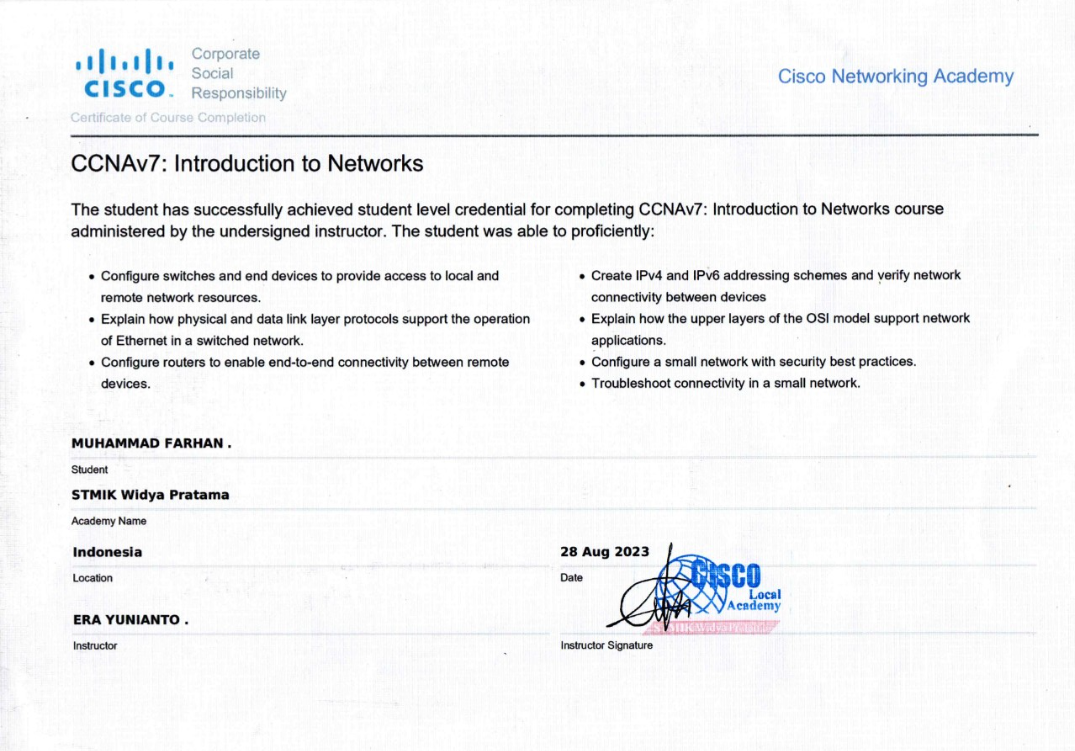 CISCO
Corporate
Social
Responsibility
Cisco Networking Academy
Certificate of Course Completion
CCNAv7: Introduction to Networks
The student has successfully achieved student level credential for completing CCNAv7: Introduction to Networks course
administered by the undersigned instructor. The student was able to proficiently:
• Configure switches and end devices to provide access to local and
remote network resources.
• Explain how physical and data link layer protocols support the operation
of Ethernet in a switched network.
• Configure routers to enable end-to-end connectivity between remote
devices.
• Create IPv4 and IPv6 addressing schemes and verify network
connectivity between devices
• Explain how the upper layers of the OSI model support network
applications.
• Configure a small network with security best practices.
• Troubleshoot connectivity in a small network.
MUHAMMAD FARHAN .
Student
STMIK Widya Pratama
Academy Name
Indonesia
Location
28 Aug 2023
Date
CISCO
Local
Academy
ERA YUNIANTO .
Instructor
Instructor Signature